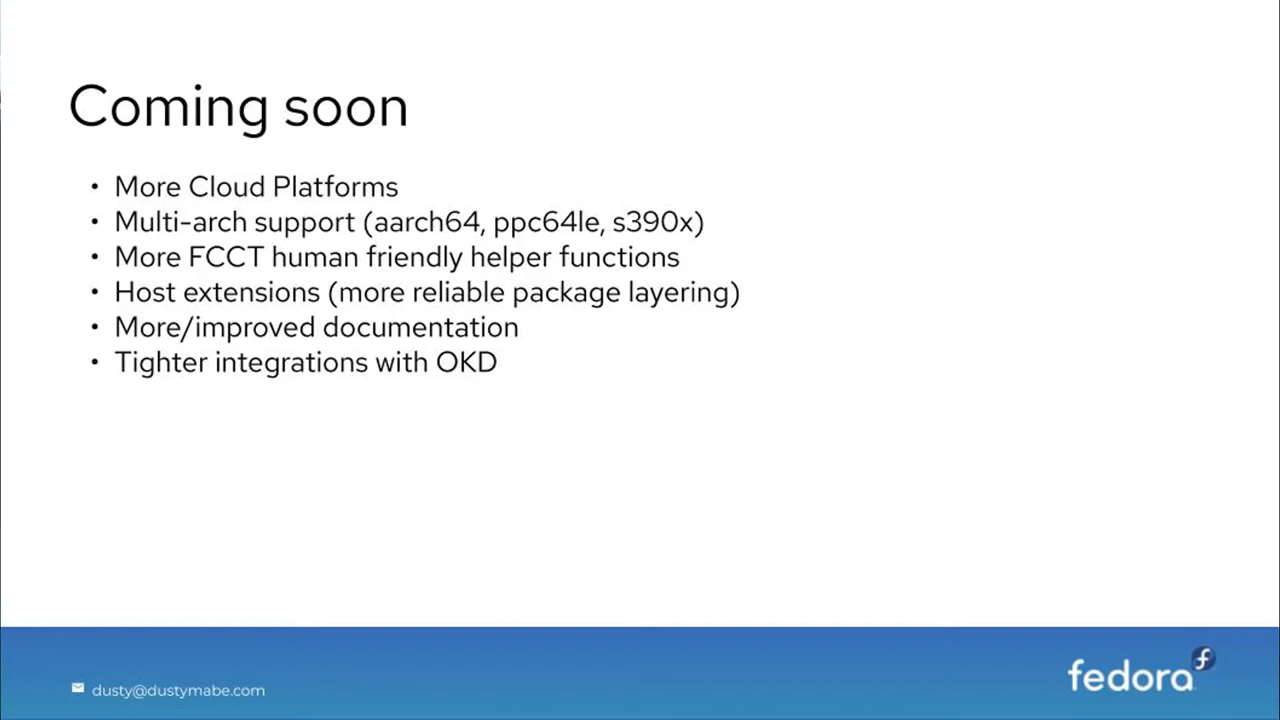 Coming soon
• More Cloud Platforms
• Multi-arch support (aarch64, ppc64le, s390x)
• More FCCT human friendly helper functions
• Host extensions (more reliable package layering)
• More/improved documentation
• Tighter integrations with OKD
dusty@dustymabe.com
fedora